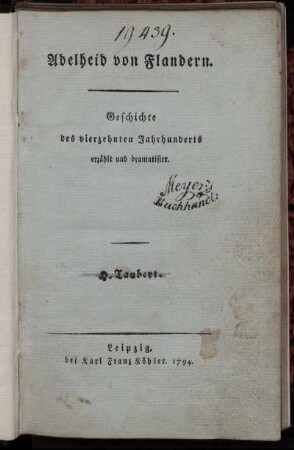 19439.
Adelheid von Flandern.
Geschichte
des vierzehnten Jahrhunderts
erzählt und dramatisirt.
Meyer's
Buchhandl:
H. Taubert.
Leipzig,
bei Karl Franz Köhler. 1794.